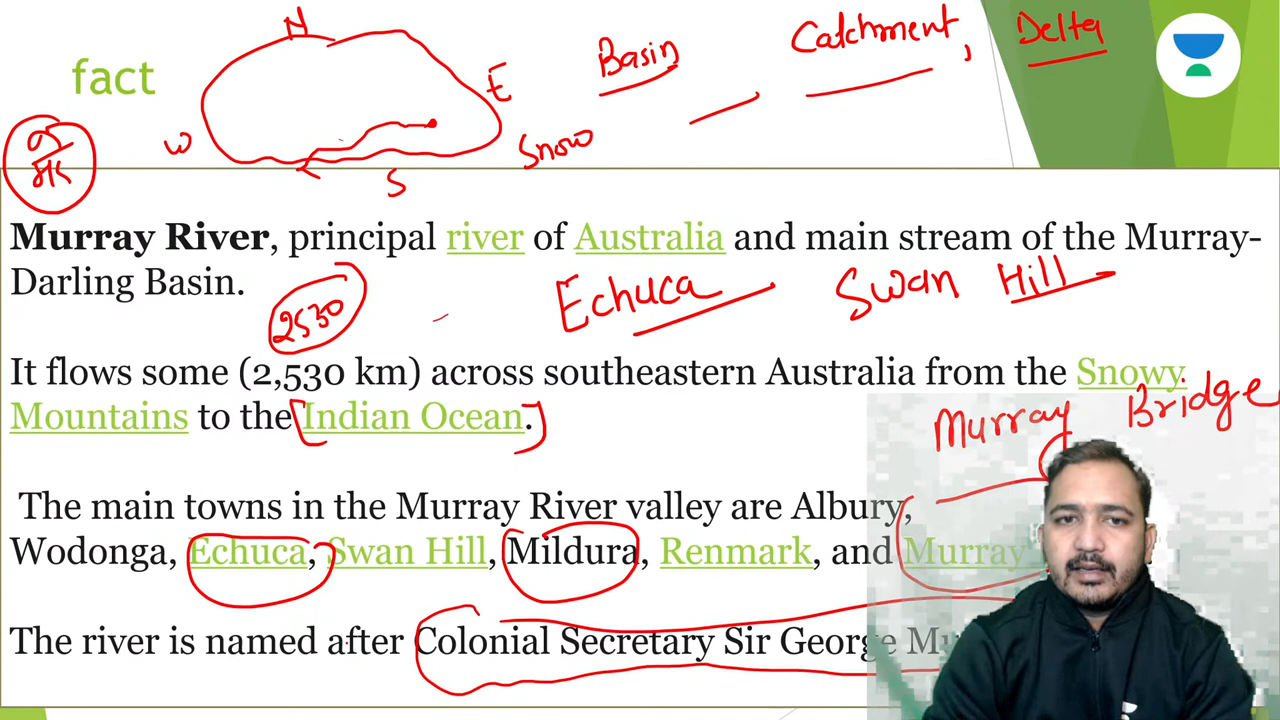 N
Basin
Catchment,
Delta
fact
E
W
Snow
S
Murray River, principal river of Australia and main stream of the Murray-
Darling Basin.
2530
Echuca
Swan Hill
It flows some (2,530 km) across southeastern Australia from the Snowy
Mountains to the [Indian Ocean.]
Murray Bridge
The main towns in the Murray River valley are Albury,
Wodonga, Echuca, Swan Hill, Mildura, Renmark, and Murray
The river is named after Colonial Secretary Sir George